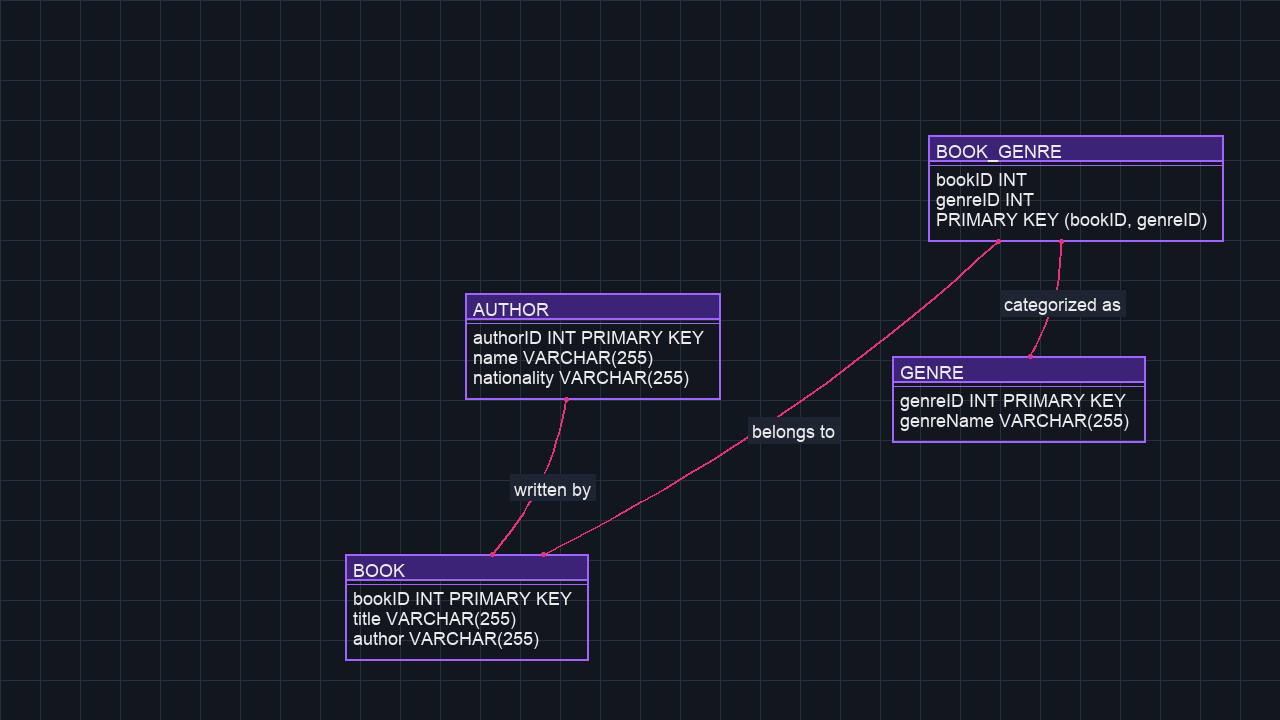 BOOK_GENRE
bookID INT
genreID INT
PRIMARY KEY (bookID, genreID)
categorized as
AUTHOR
authorID INT PRIMARY KEY
name VARCHAR(255)
nationality VARCHAR(255)
GENRE
genreID INT PRIMARY KEY
genreName VARCHAR(255)
belongs to
written by
BOOK
bookID INT PRIMARY KEY
title VARCHAR(255)
author VARCHAR(255)